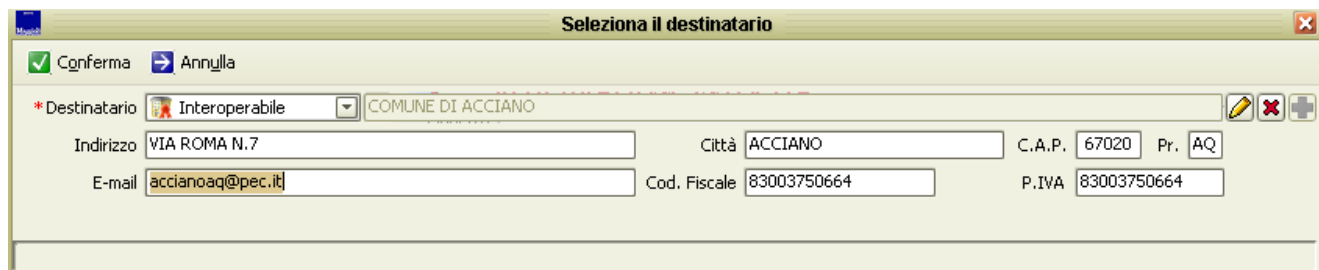 Seleziona il destinatario
Conferma Annulla
*Destinatario Interoperabile COMUNE DI ACCIANO
Indirizzo VIA ROMA N.7 Città ACCIANO C.A.P. 67020 Pr. AQ
E-mail accianoaq@pec.it Cod. Fiscale 83003750664 P.IVA 83003750664